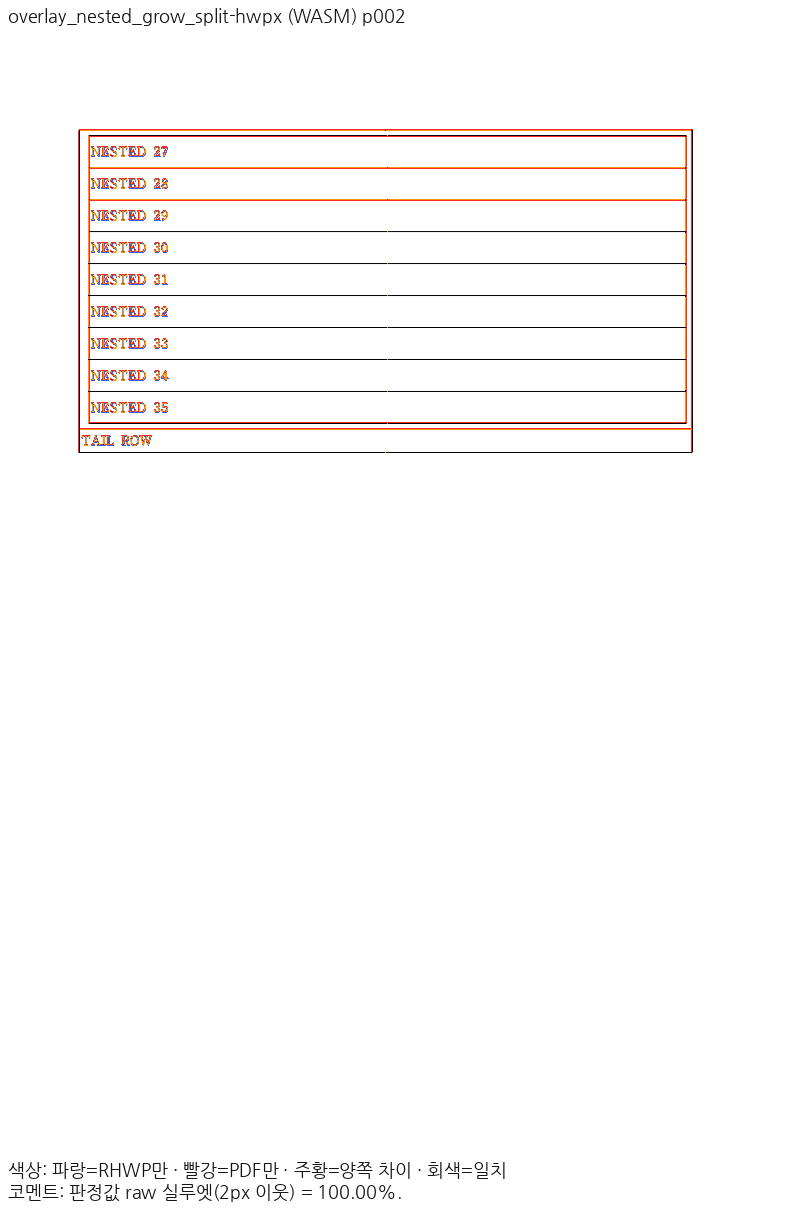 overlay_nested_grow_split-hwpx (WASM) p002
NESTED 27
NESTED 28
NESTED 29
NESTED 30
NESTED 31
NESTED 32
NESTED 33
NESTED 34
NESTED 35
TAIL ROW
색상: 파랑=RHWP만 · 빨강=PDF만 · 주황=양쪽 차이 · 회색=일치
코멘트: 판정값 raw 실루엣(2px 이웃) = 100.00%.